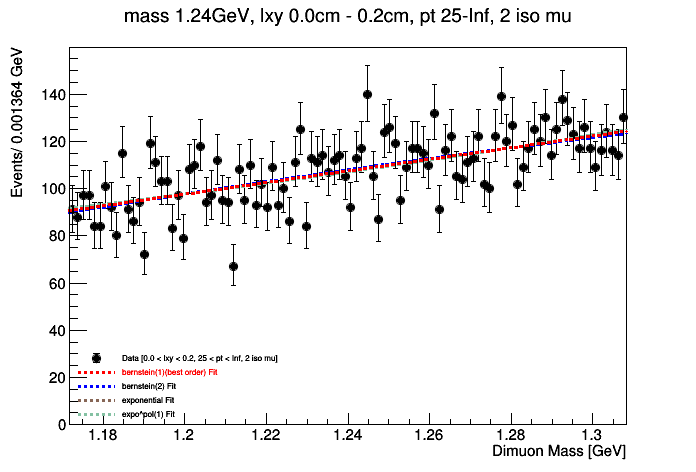 mass 1.24GeV, lxy 0.0cm - 0.2cm, pt 25-Inf, 2 iso mu
Events/ 0.001364 GeV
140
120
100
80
60
40
20
0
Data [0.0 < lxy < 0.2, 25 < pt < Inf, 2 iso mu]
bernstein(1)(best order) Fit
bernstein(2) Fit
exponential Fit
expo*pol(1) Fit
1.18 1.2 1.22 1.24 1.26 1.28 1.3
Dimuon Mass [GeV]